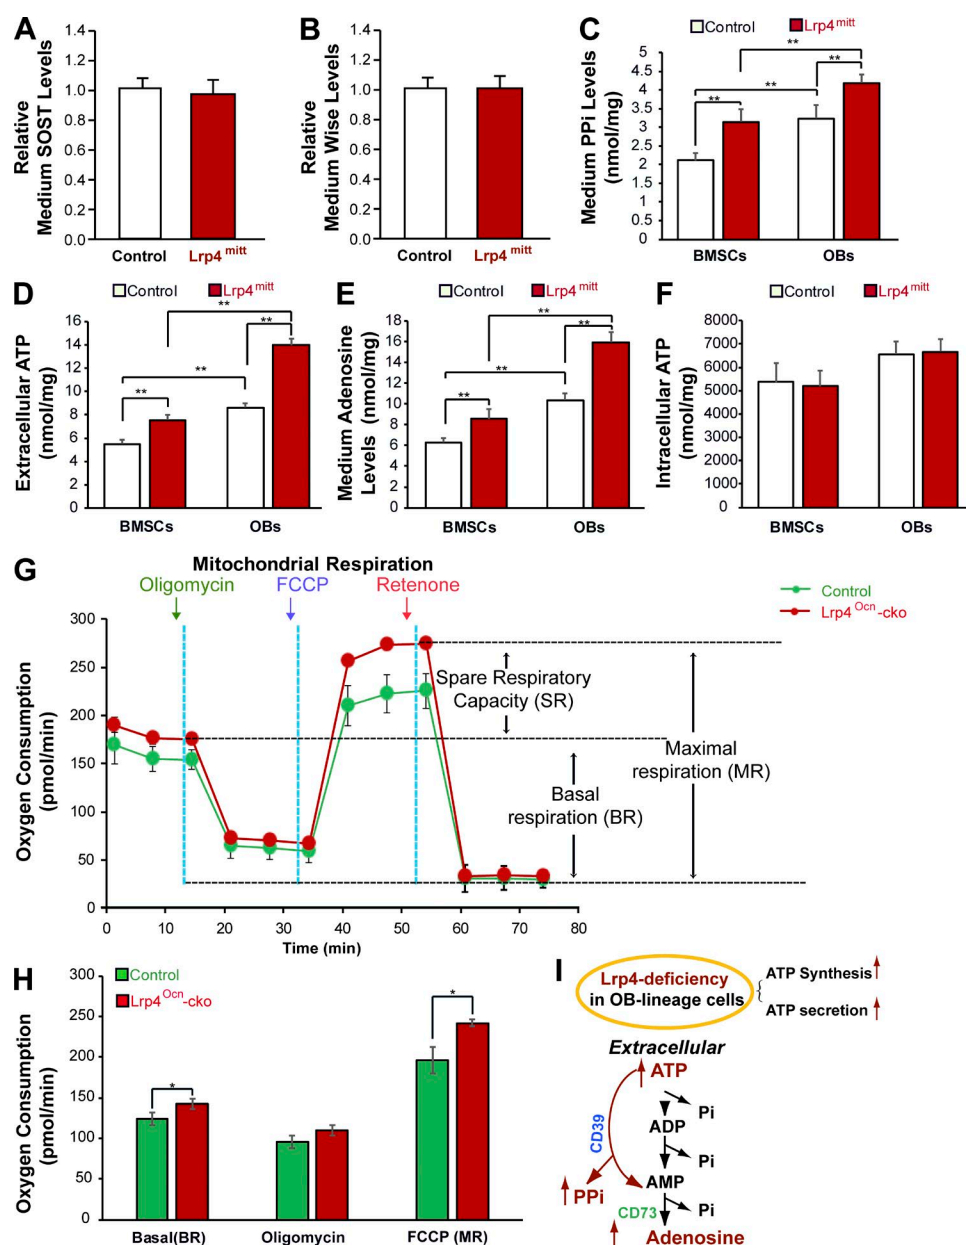 A
Relative
Medium SOST Levels
1.4
1.2
1.0
0.8
0.6
0.4
0.2
0.0
Control
Lrp4 mitt
B
Relative
Medium Wise Levels
1.4
1.2
1.0
0.8
0.6
0.4
0.2
0.0
Control
Lrp4 mitt
C
Control
Lrp4mitt
Medium PPi Levels
(nmol/mg)
5
4.5
4
3.5
3
2.5
2
1.5
1
0.5
0
**
**
**
**
BMSCs
OBs
D
Control
Lrp4mitt
Extracellular ATP
(nmol/mg)
16
14
12
10
8
6
4
2
0
**
**
**
**
BMSCs
OBs
E
Control
Lrp4mitt
Medium Adenosine
Levels (nmol/mg)
18
16
14
12
10
8
6
4
2
0
**
**
**
**
BMSCs
OBs
F
Control
Lrp4mitt
Intracellular ATP
(nmol/mg)
8000
7000
6000
5000
4000
3000
2000
1000
0
BMSCs
OBs
G
Mitochondrial Respiration
Oligomycin
FCCP
Retenone
Control
Lrp4 Ocn-cko
Oxygen Consumption
(pmol/min)
300
250
200
150
100
50
0
0
10
20
30
40
50
60
70
80
Time (min)
Spare Respiratory
Capacity (SR)
Basal
respiration (BR)
Maximal
respiration (MR)
H
Control
Lrp4 Ocn-cko
Oxygen Consumption
(pmol/min)
300
250
200
150
100
50
0
*
*
Basal(BR)
Oligomycin
FCCP (MR)
I
Lrp4-deficiency
in OB-lineage cells
ATP Synthesis
ATP secretion
Extracellular
ATP
Pi
ADP
CD39
Pi
AMP
PPi
CD73
Pi
Adenosine